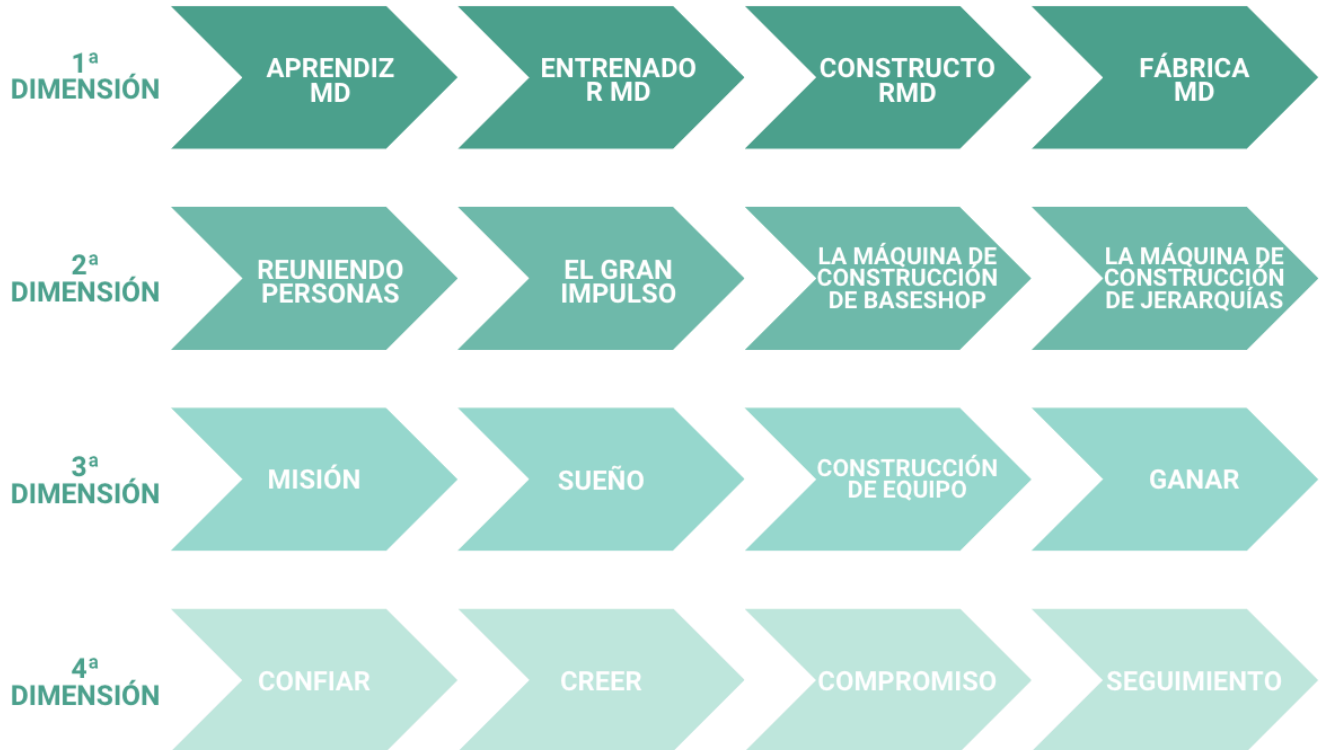 1ª
DIMENSIÓN
APRENDIZ
MD
ENTRENADO
R MD
CONSTRUCTO
RMD
FÁBRICA
MD
2ª
DIMENSIÓN
REUNIENDO
PERSONAS
EL GRAN
IMPULSO
LA MÁQUINA DE
CONSTRUCCIÓN
DE BASESHOP
LA MÁQUINA DE
CONSTRUCCIÓN
DE JERARQUÍAS
3ª
DIMENSIÓN
MISIÓN
SUEÑO
CONSTRUCCIÓN
DE EQUIPO
GANAR
4ª
DIMENSIÓN
CONFIAR
CREER
COMPROMISO
SEGUIMIENTO